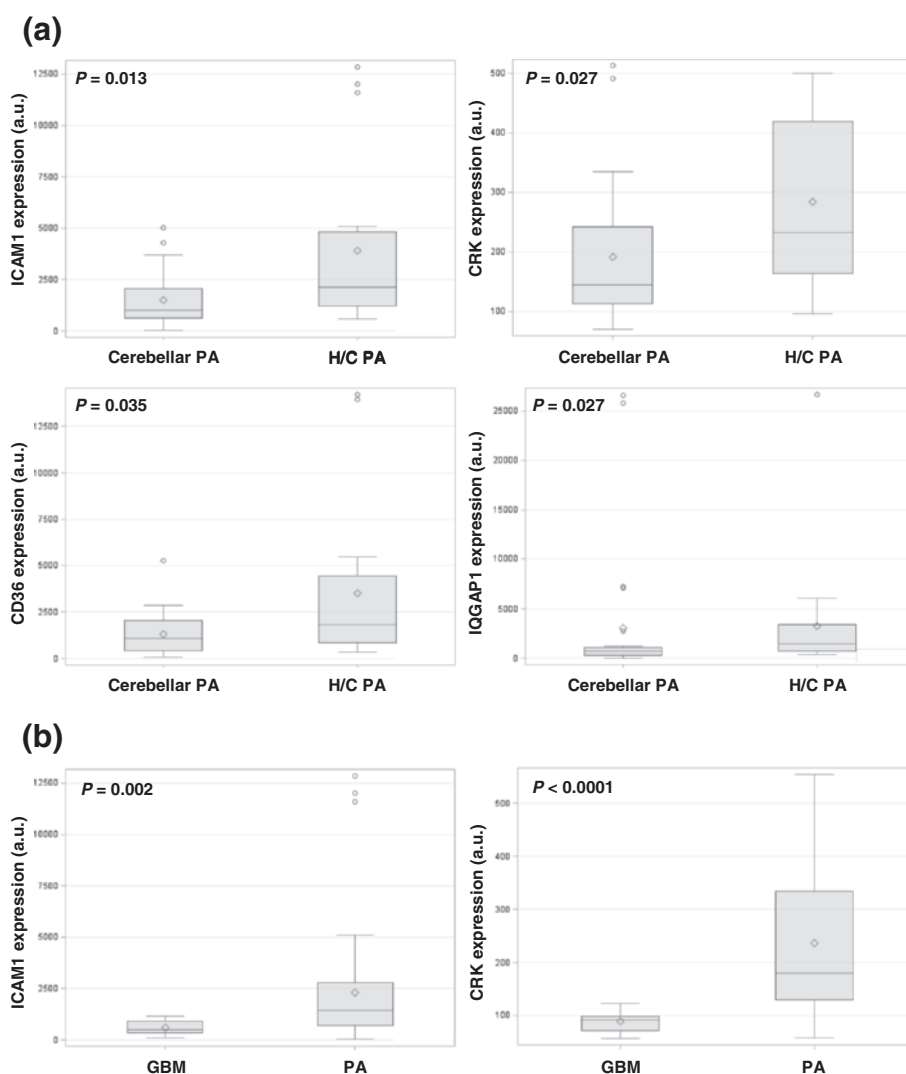 (a)
P = 0.013
ICAM1 expression (a.u.)
12500
10000
7500
5000
2500
0
Cerebellar PA H/C PA
P = 0.027
CRK expression (a.u.)
500
400
300
200
100
Cerebellar PA H/C PA
P = 0.035
CD36 expression (a.u.)
12500
10000
7500
5000
2500
0
Cerebellar PA H/C PA
P = 0.027
IQGAP1 expression (a.u.)
25000
20000
15000
10000
5000
0
Cerebellar PA H/C PA
(b)
P = 0.002
ICAM1 expression (a.u.)
12500
10000
7500
5000
2500
0
GBM PA
P < 0.0001
CRK expression (a.u.)
500
400
300
200
100
GBM PA